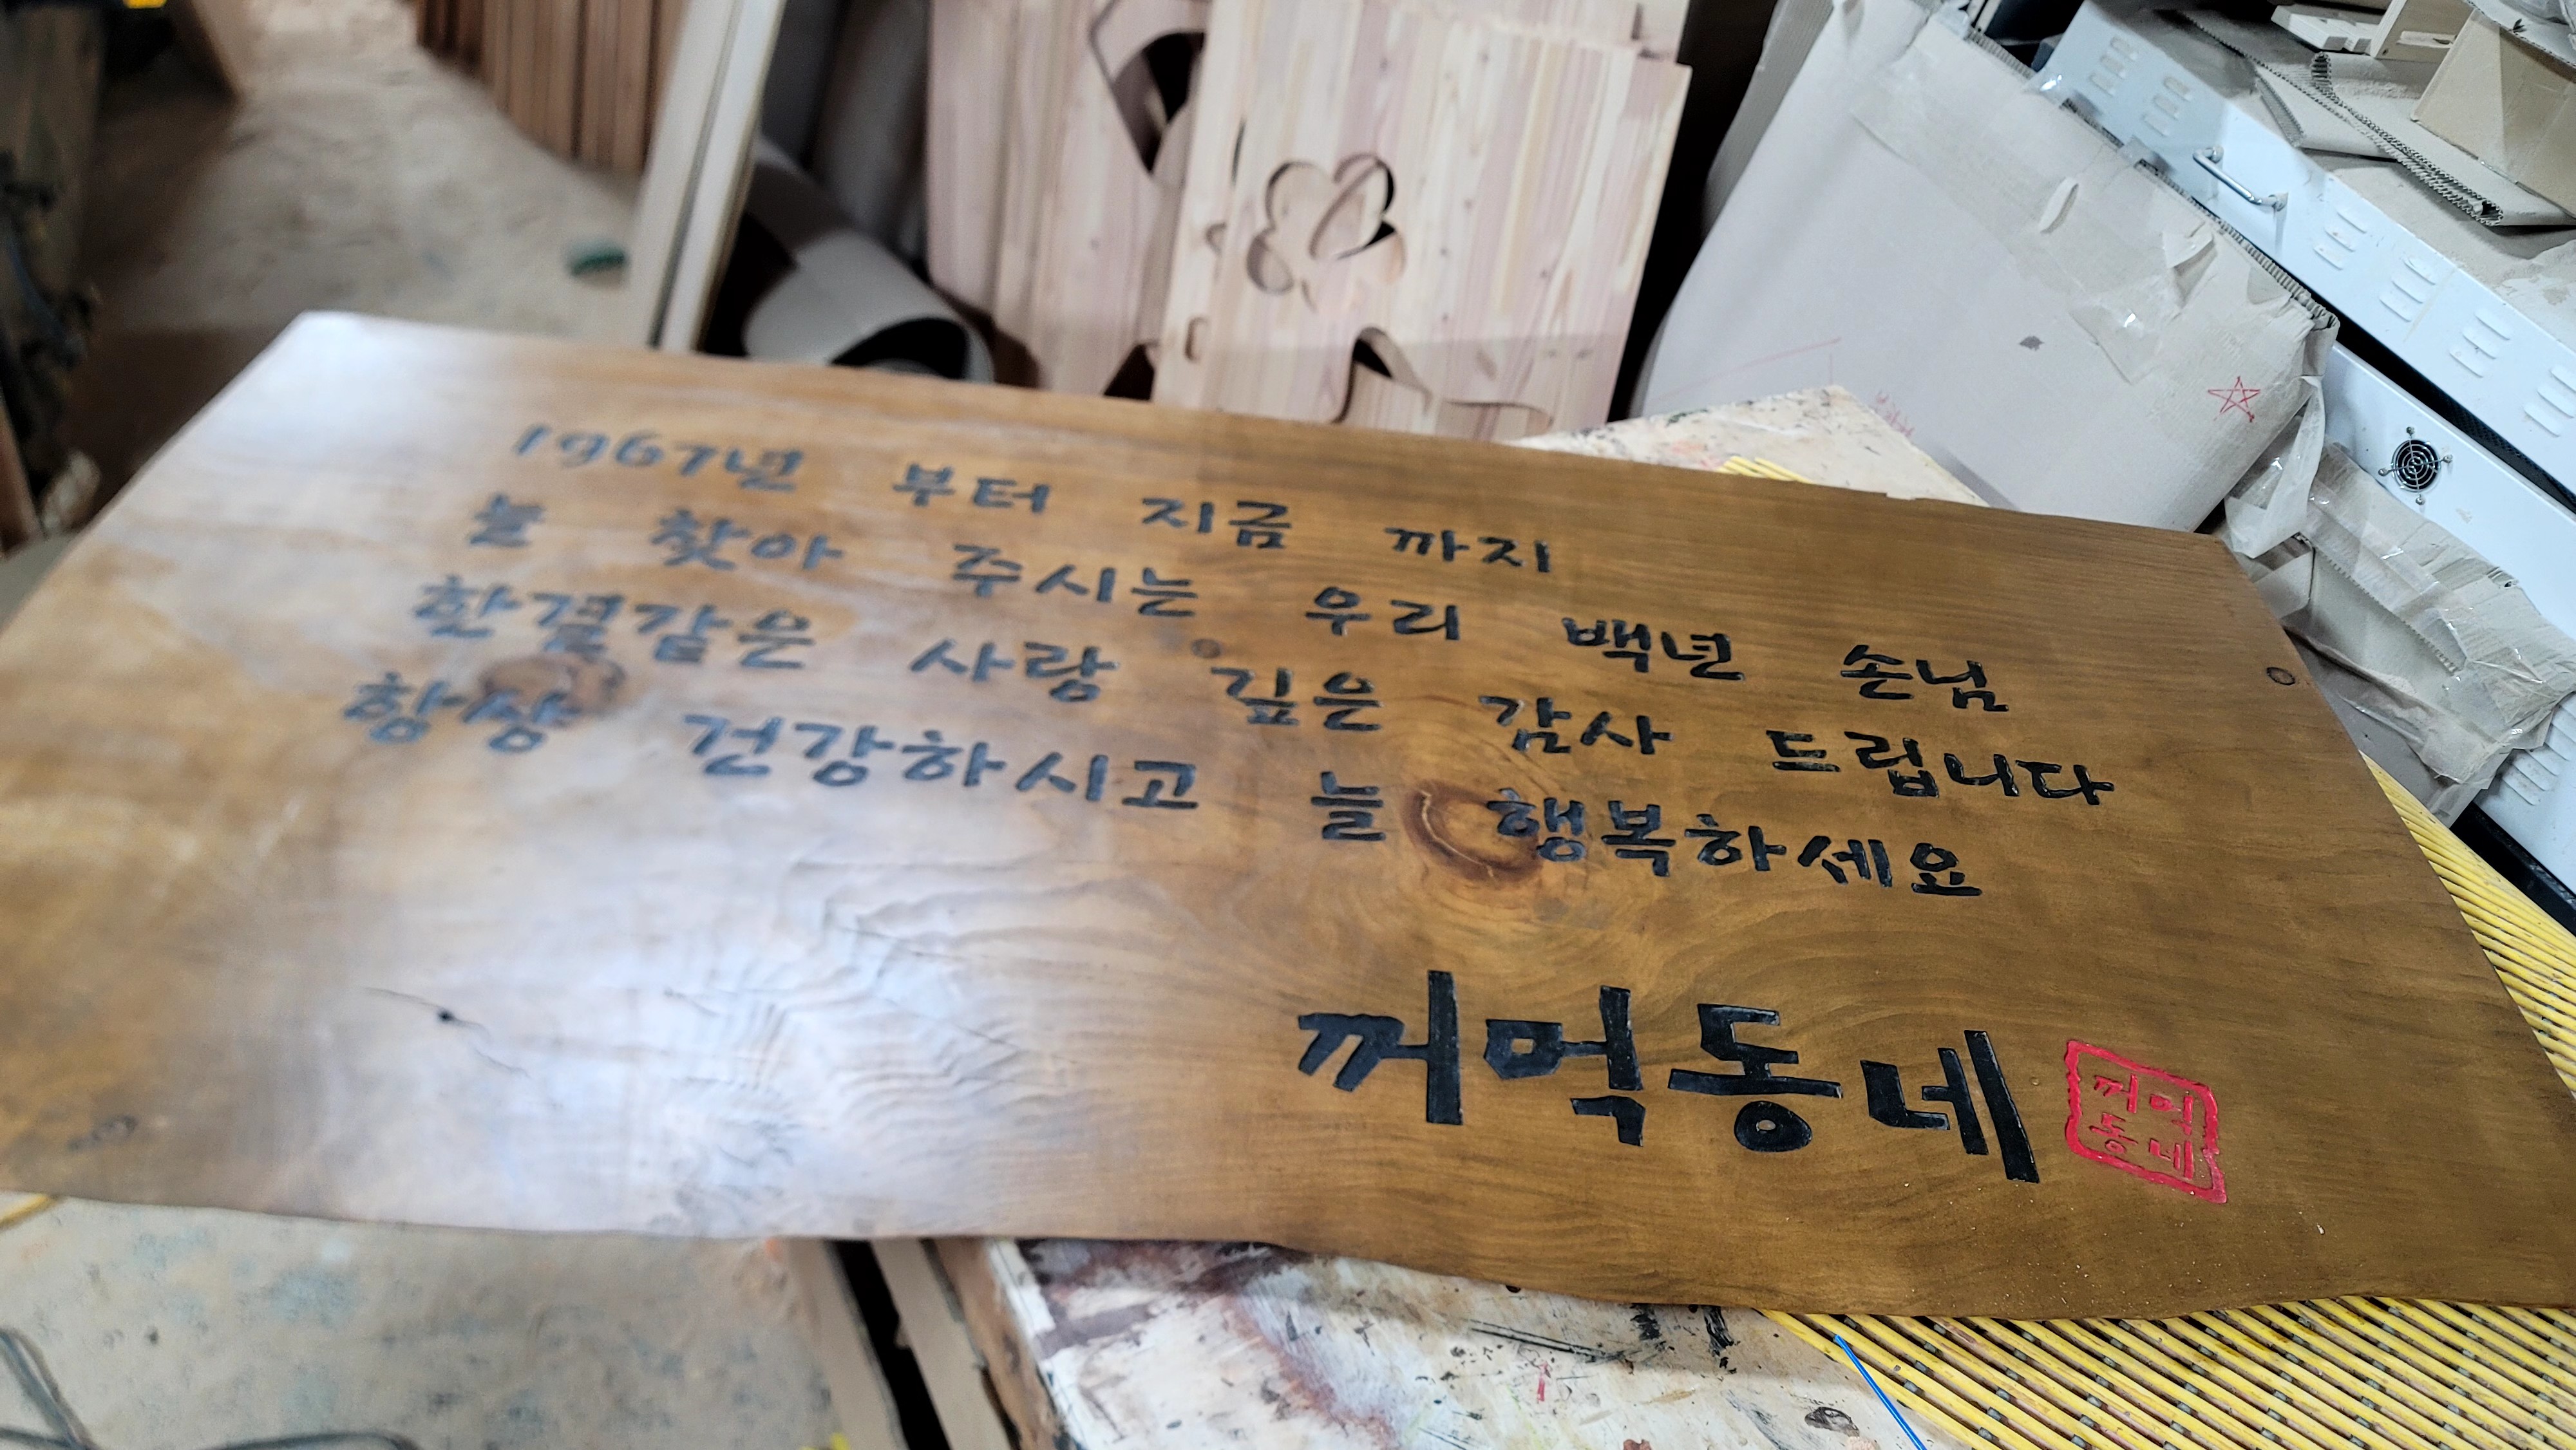 1967년 부터 지금 까지
늘 찾아 주시는 우리 백년 손님
한결같은 사랑 깊은 감사 드립니다
항상 건강하시고 늘 행복하세요
꺼먹동네
꺼먹
동네